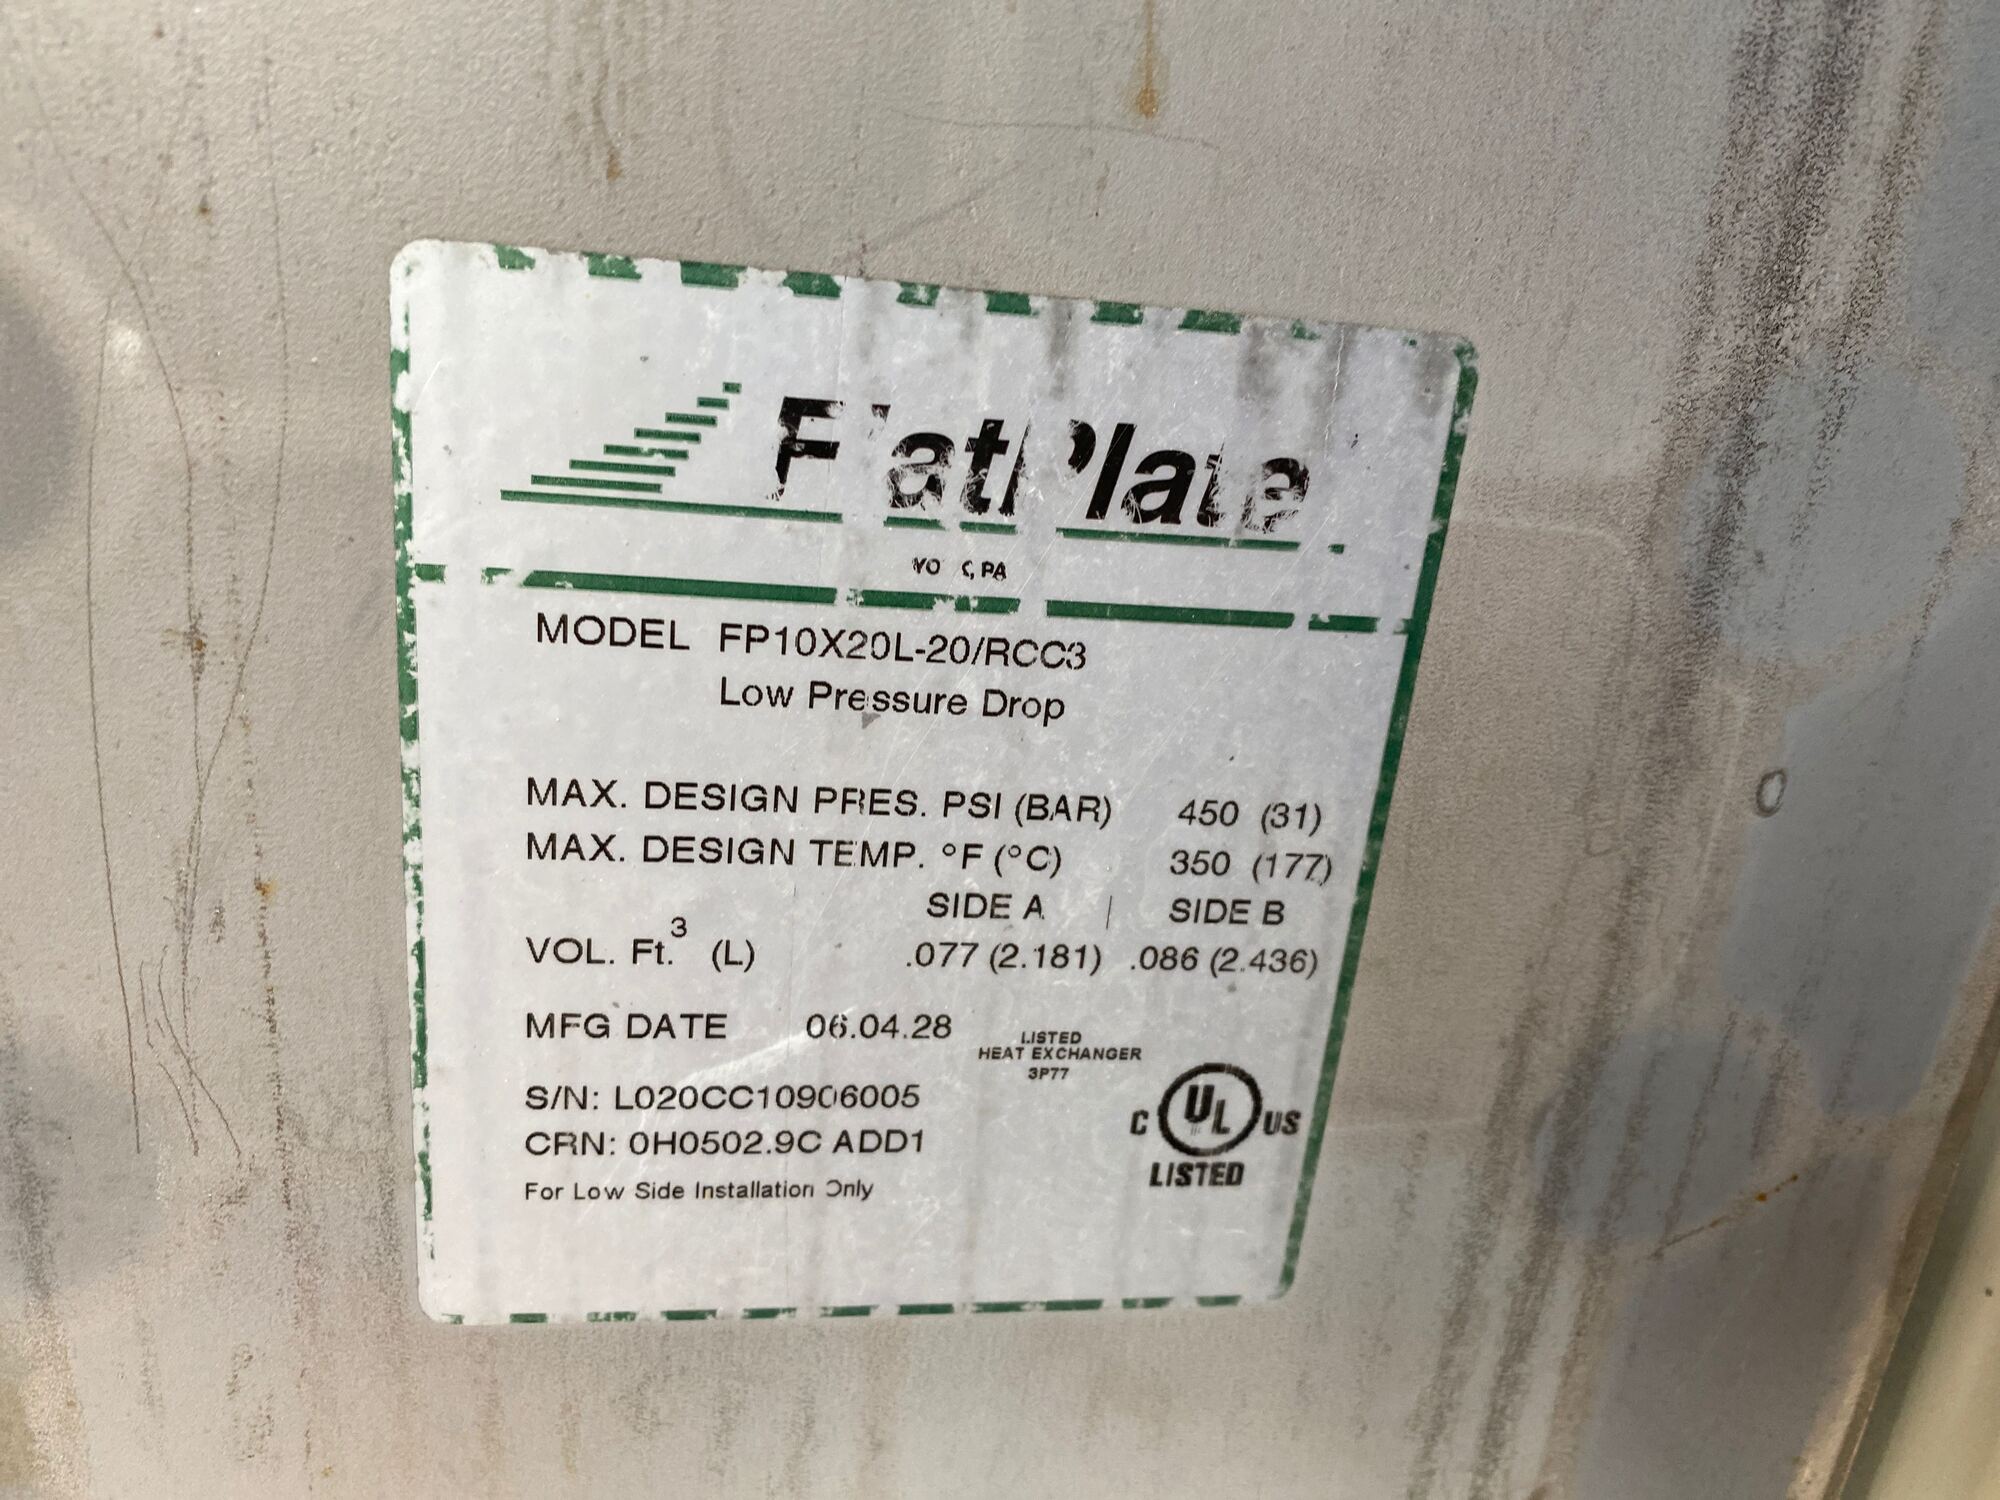 FlatPlate
YORK, PA
MODEL FP10X20L-20/RCC3
Low Pressure Drop
MAX. DESIGN PRES. PSI (BAR) 450 (31)
MAX. DESIGN TEMP. °F (°C) 350 (177)
SIDE A | SIDE B
VOL. Ft.³ (L) .077 (2.181) .086 (2.436)
MFG DATE 06.04.28
LISTED
HEAT EXCHANGER
3P77
S/N: L020CC10906005
CRN: 0H0502.9C ADD1
C UL US
LISTED
For Low Side Installation Only